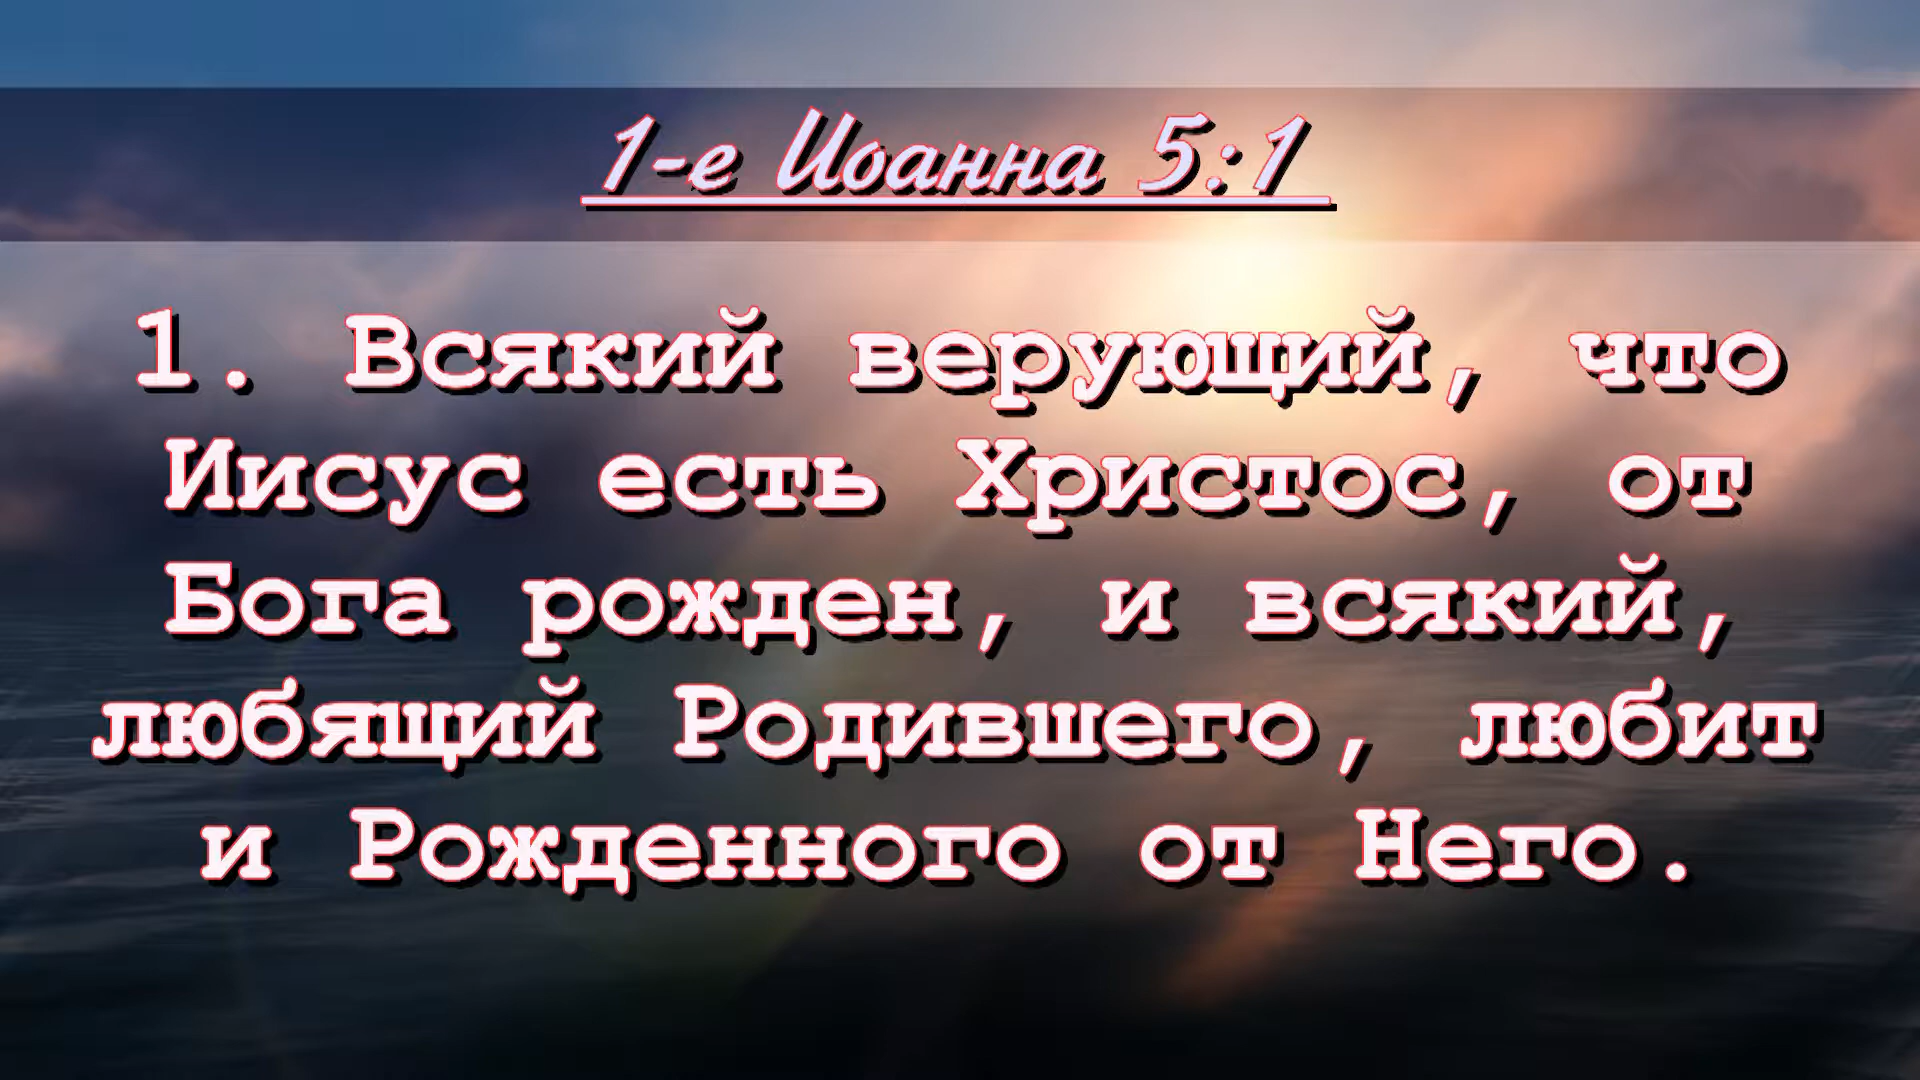 1-е Иоанна 5:1
1. Всякий верующий, что
Иисус есть Христос, от
Бога рожден, и всякий,
любящий Родившего, любит
и Рожденного от Него.